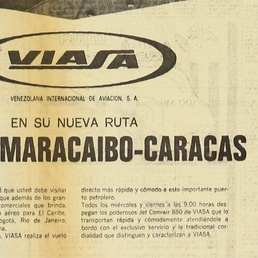 VIASA
VENEZOLANA INTERNACIONAL DE AVIACION, S. A.
EN SU NUEVA RUTA
MARACAIBO-CARACAS
que usted debe visitar
que además de los gran-
comerciales que brinda,
aéreo para El Caribe,
Bogotá, Rio de Janeiro,
VIASA realiza el vuelo
directo más rápido y cómodo a este importante puer-
to petrolero.
Todos los miércoles y viernes a las 9.00 horas des-
pegan los poderosos Jet Convair 880 de VIASA que lo
transportan rápida y cómodamente atendiéndole a
bordo con el exclusivo servicio y la tradicional cor-
dialidad que distinguen y caracterizan a VIASA.